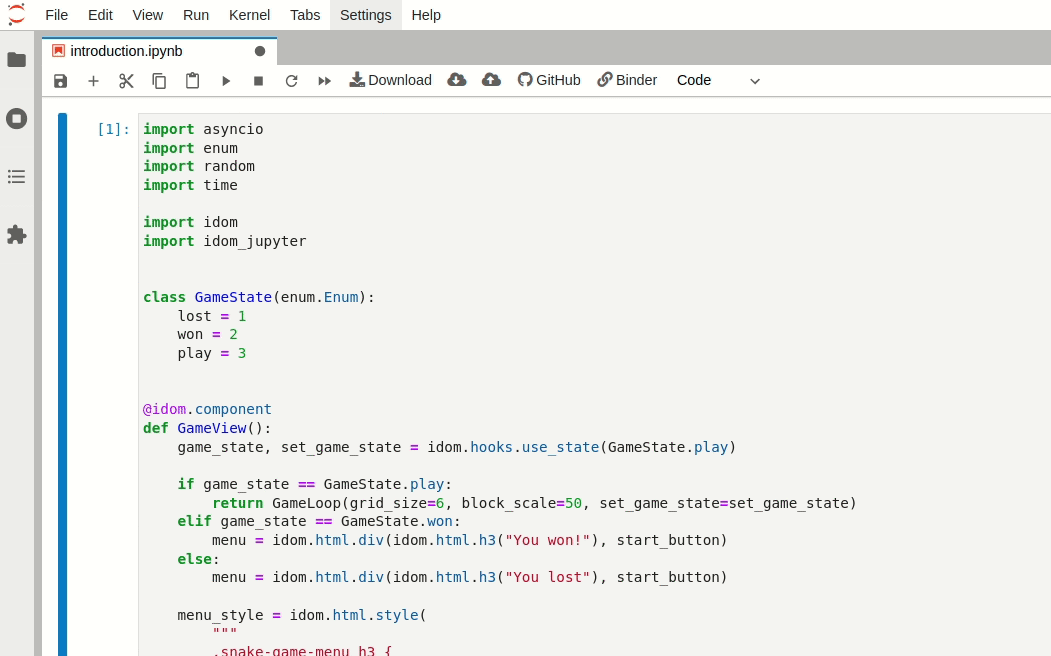 File Edit View Run Kernel Tabs Settings Help
introduction.ipynb
Download GitHub Binder Code
[1]: import asyncio
import enum
import random
import time
import idom
import idom_jupyter
class GameState(enum.Enum):
    lost = 1
    won = 2
    play = 3
@idom.component
def GameView():
    game_state, set_game_state = idom.hooks.use_state(GameState.play)
    if game_state == GameState.play:
        return GameLoop(grid_size=6, block_scale=50, set_game_state=set_game_state)
    elif game_state == GameState.won:
        menu = idom.html.div(idom.html.h3("You won!"), start_button)
    else:
        menu = idom.html.div(idom.html.h3("You lost"), start_button)
    menu_style = idom.html.style(
        """
        .snake-game-menu h3 {